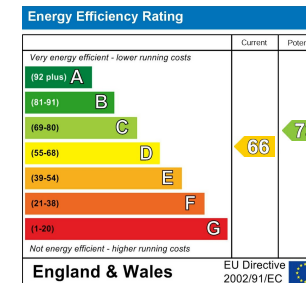 Energy Efficiency Rating
Current
Very energy efficient - lower running costs
(92 plus) A
(81-91) B
(69-80) C
(55-68) D
(39-54) E
(21-38) F
(1-20) G
66
Not energy efficient - higher running costs
England & Wales
EU Directive
2002/91/EC